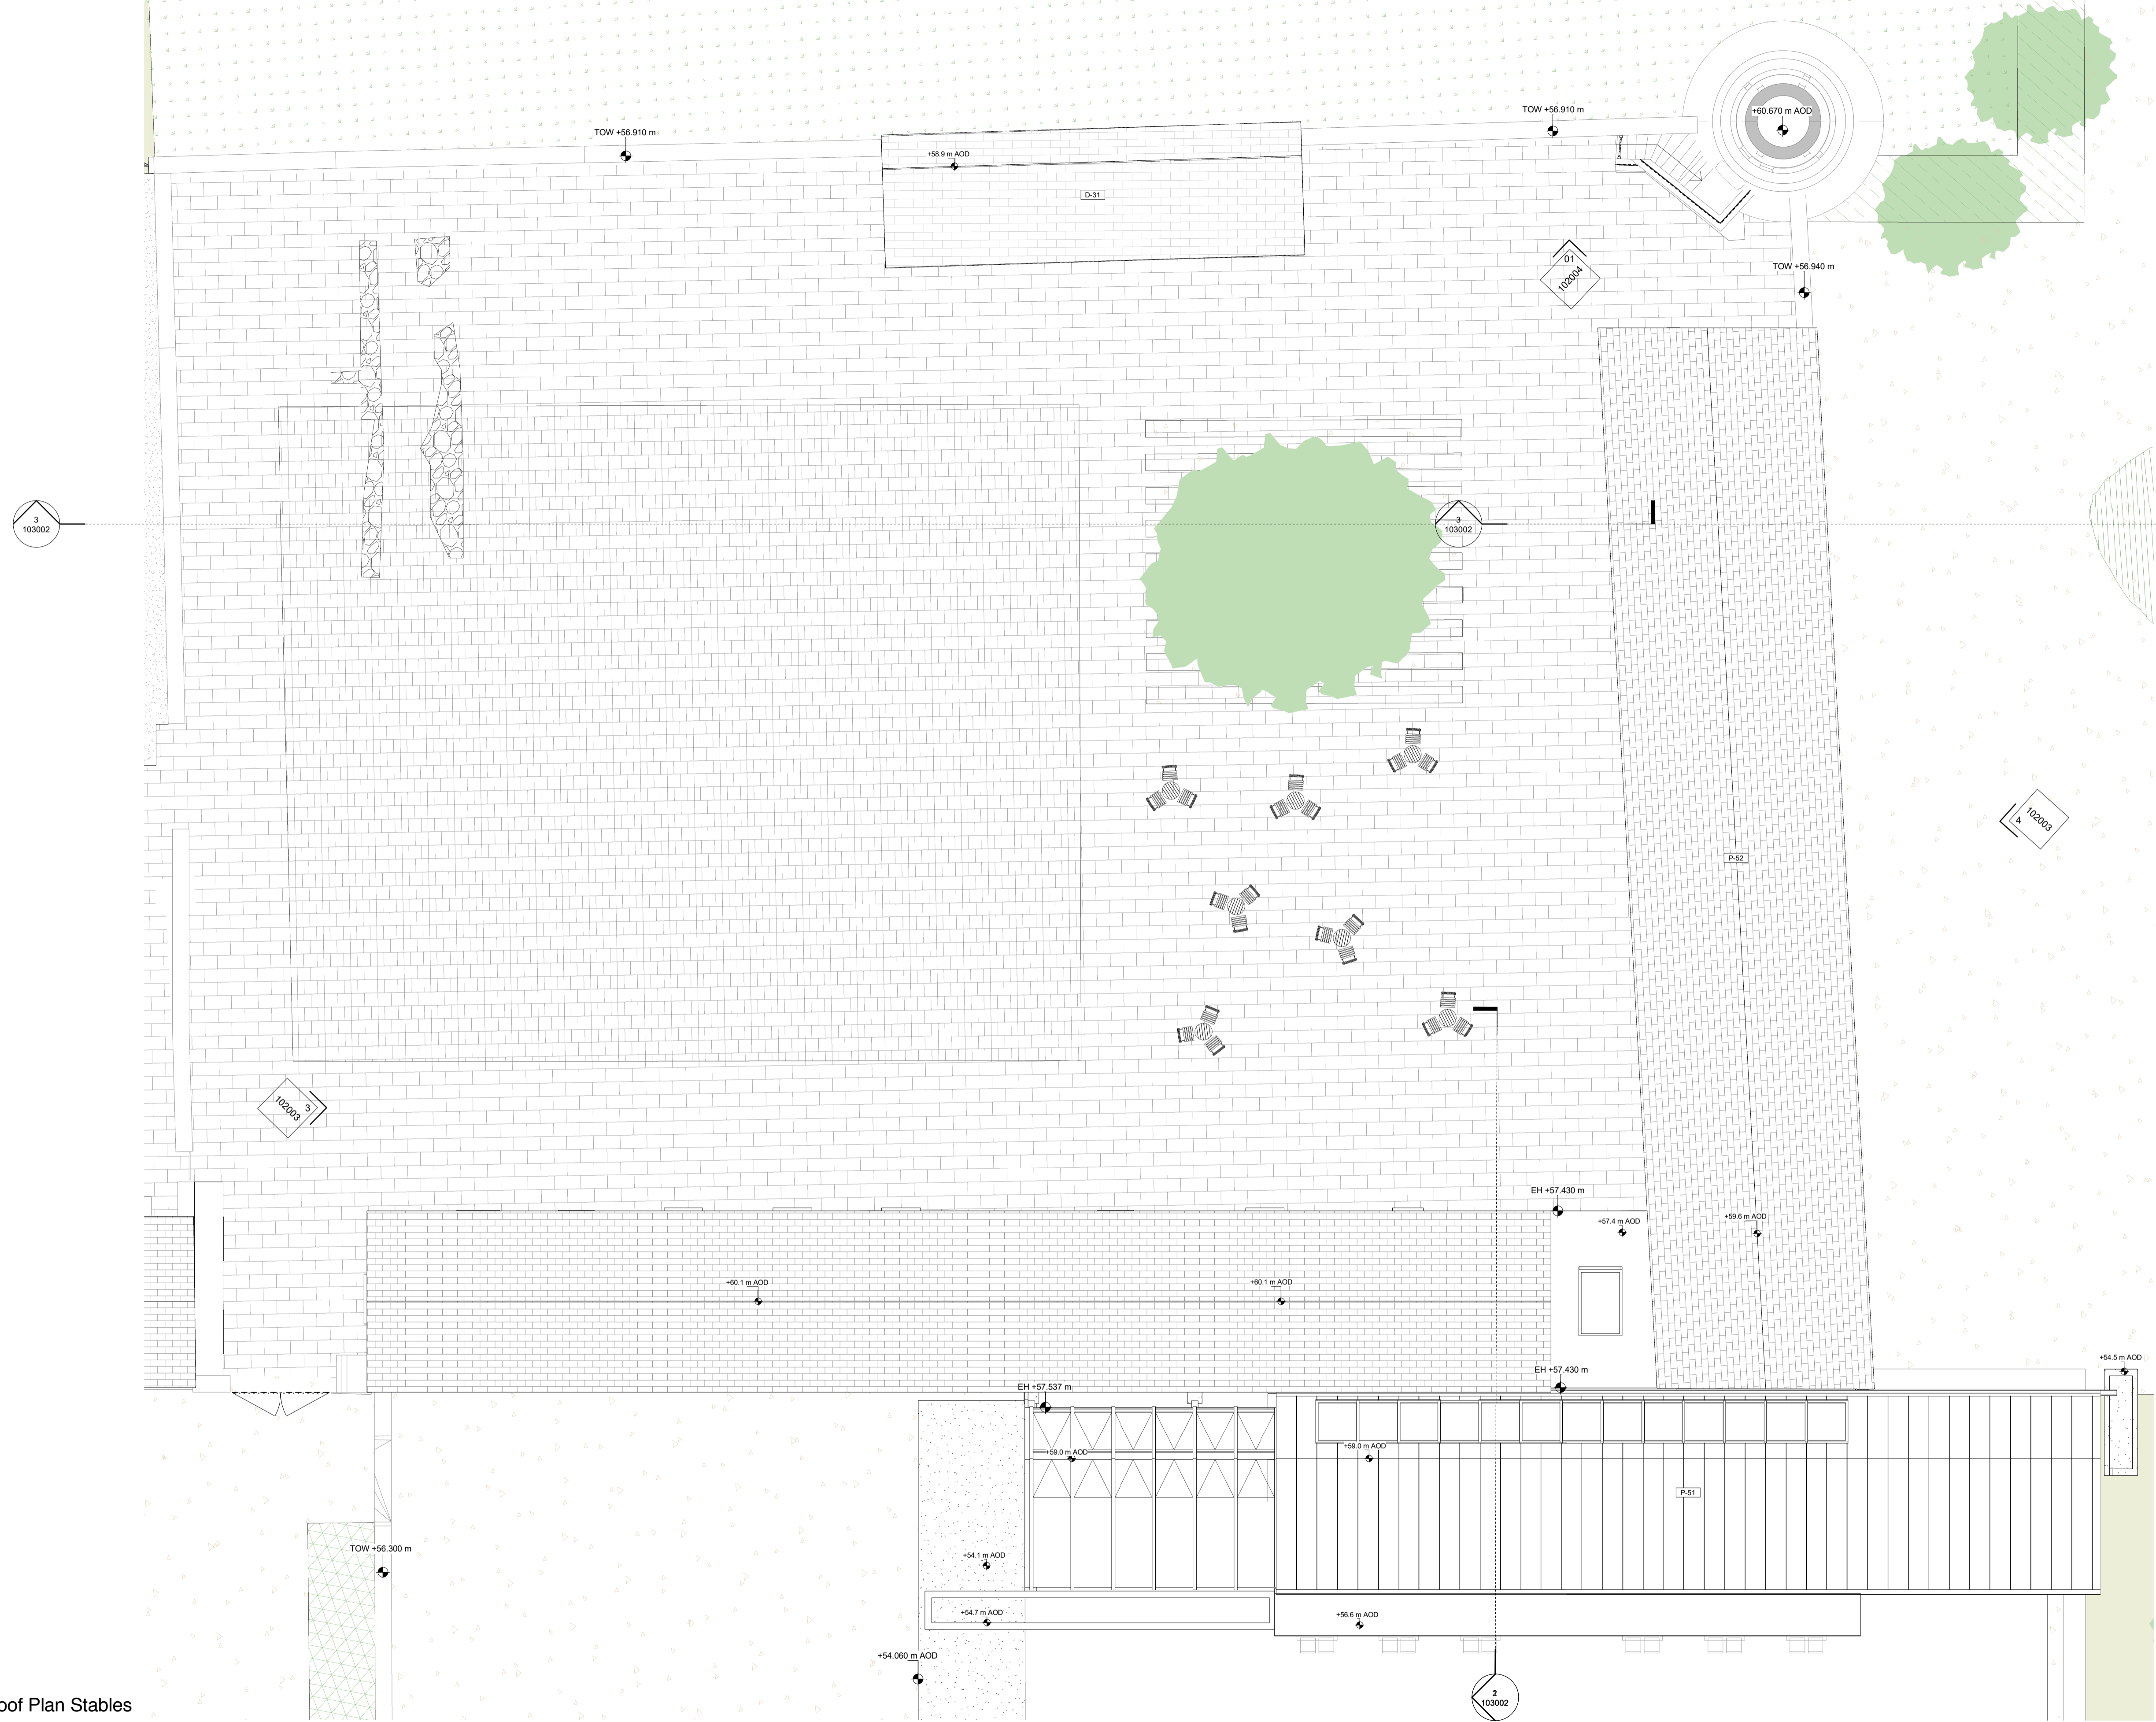 +60.670 m AOD
TOW +56.910 m
TOW +56.910 m
+58.9 m AOD
D-31
01
102004
TOW +56.940 m
3
103002
3
103002
4
102003
P-52
102003
3
EH +57.430 m
+57.4 m AOD
+59.6 m AOD
+60.1 m AOD
+60.1 m AOD
+54.5 m AOD
EH +57.430 m
EH +57.537 m
+59.0 m AOD
+59.0 m AOD
P-51
TOW +56.300 m
+54.1 m AOD
+54.7 m AOD
+56.6 m AOD
+54.060 m AOD
2
103002
oof Plan Stables